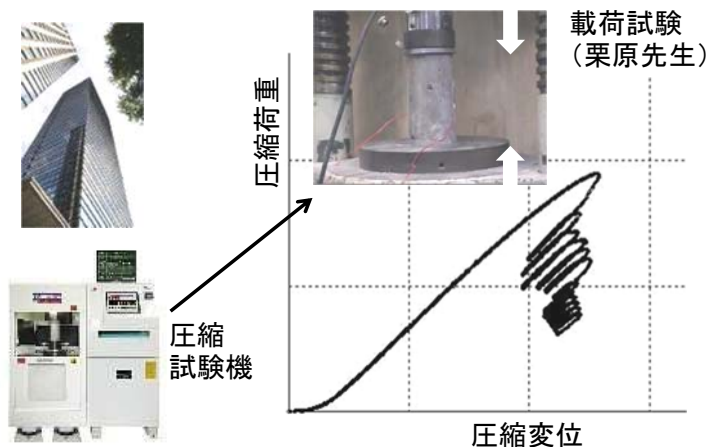 載荷試験
（栗原先生）
圧縮荷重
圧縮
試験機
圧縮変位